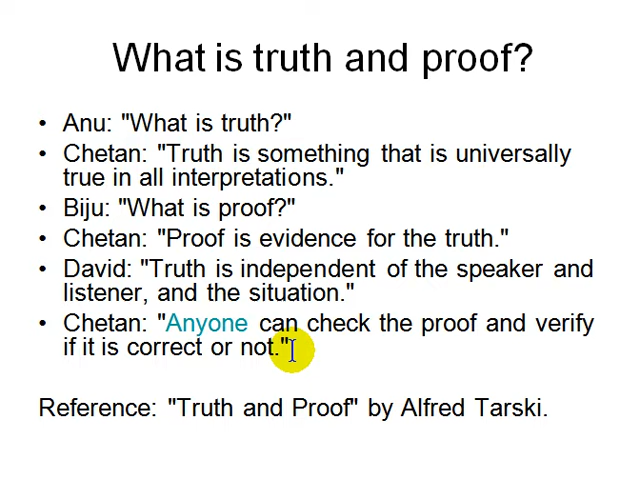 What is truth and proof?
• Anu: "What is truth?"
• Chetan: "Truth is something that is universally
true in all interpretations."
• Biju: "What is proof?"
• Chetan: "Proof is evidence for the truth."
• David: "Truth is independent of the speaker and
listener, and the situation."
• Chetan: "Anyone can check the proof and verify
if it is correct or not."
Reference: "Truth and Proof" by Alfred Tarski.